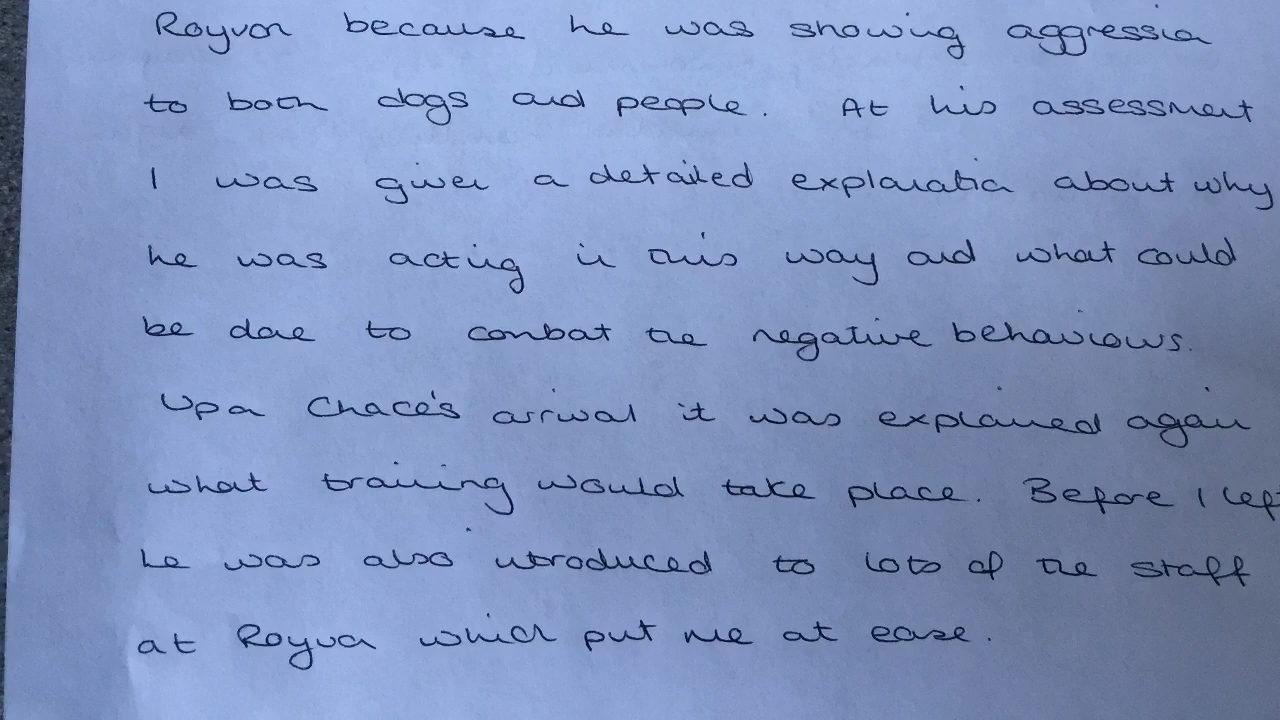 Royvon because he was showing aggression
to both dogs and people. At his assessment
I was given a detailed explanation about why
he was acting in this way and what could
be done to combat the negative behaviours.
Upon Chace's arrival it was explained again
what training would take place. Before I left
he was also introduced to lots of the staff
at Royvon which put me at ease.